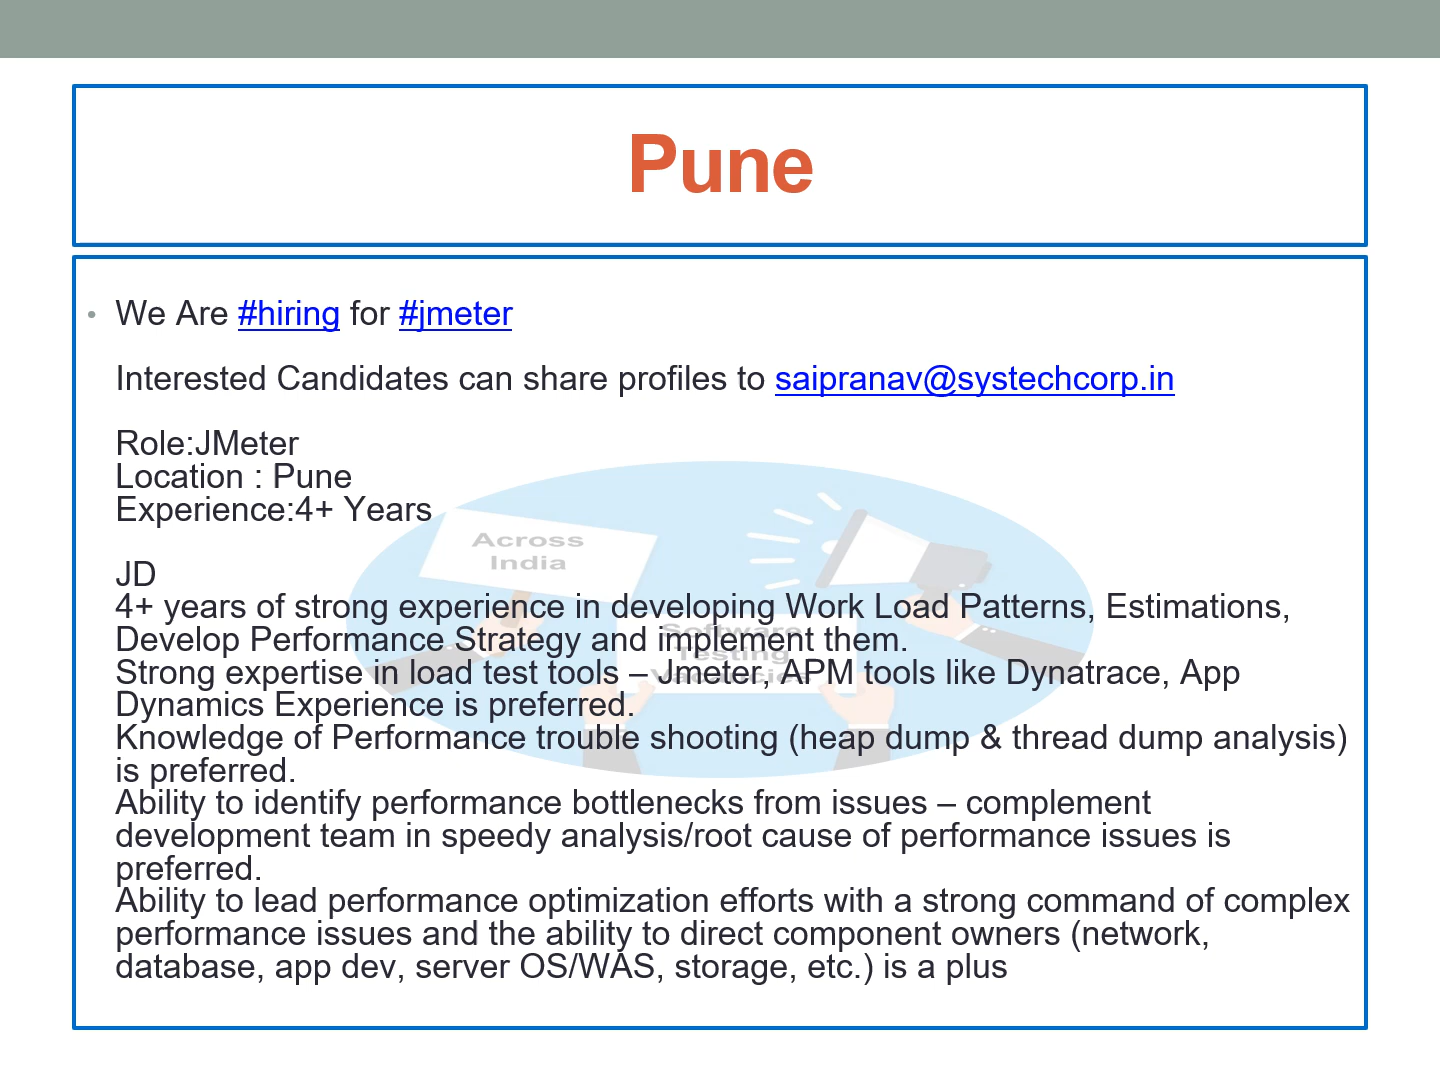 Pune
• We Are #hiring for #jmeter
Interested Candidates can share profiles to saipranav@systechcorp.in
Role:JMeter
Location : Pune
Experience:4+ Years
Across
India
JD
4+ years of strong experience in developing Work Load Patterns, Estimations,
Develop Performance Strategy and implement them.
Software
Testing
Vacancies
Strong expertise in load test tools – Jmeter, APM tools like Dynatrace, App
Dynamics Experience is preferred.
Knowledge of Performance trouble shooting (heap dump & thread dump analysis)
is preferred.
Ability to identify performance bottlenecks from issues – complement
development team in speedy analysis/root cause of performance issues is
preferred.
Ability to lead performance optimization efforts with a strong command of complex
performance issues and the ability to direct component owners (network,
database, app dev, server OS/WAS, storage, etc.) is a plus